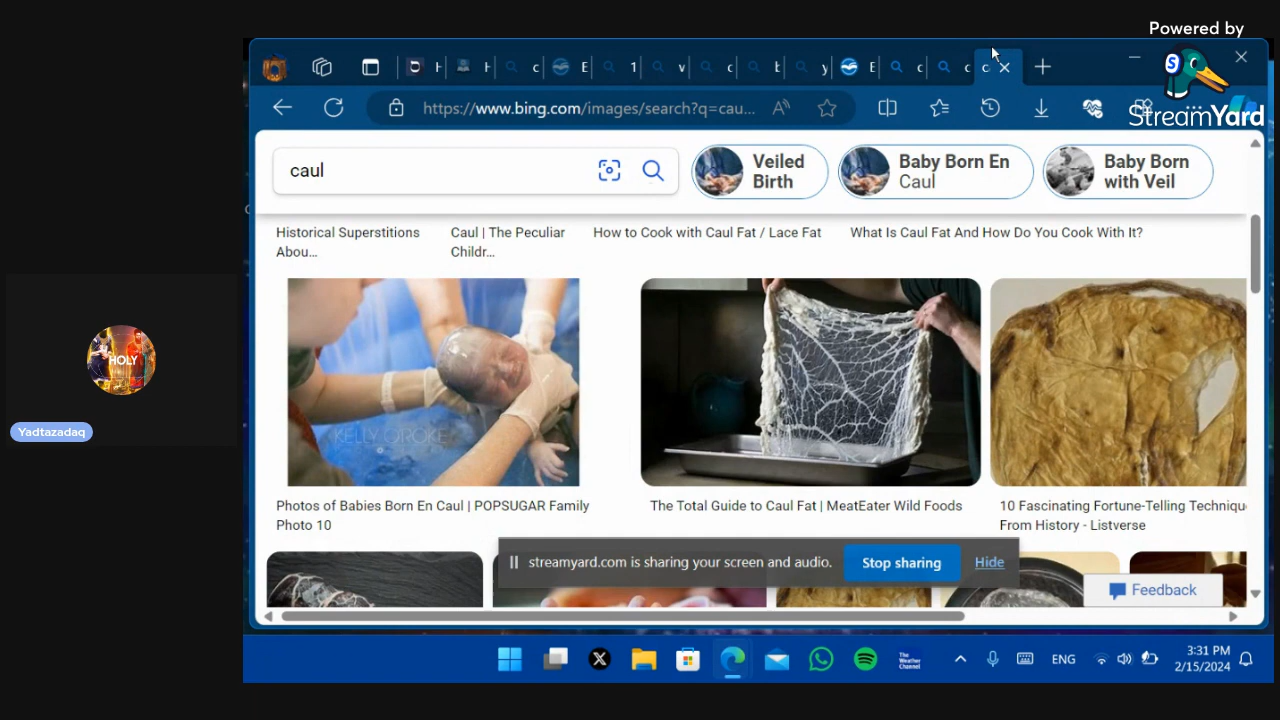 Powered by
StreamYard
https://www.bing.com/images/search?q=cau...
caul
Veiled
Birth
Baby Born En
Caul
Baby Born
with Veil
Historical Superstitions
Abou...
Caul | The Peculiar
Childr...
How to Cook with Caul Fat / Lace Fat
What Is Caul Fat And How Do You Cook With It?
HOLY
Yadtazadaq
KELLY
Photos of Babies Born En Caul | POPSUGAR Family
Photo 10
The Total Guide to Caul Fat | MeatEater Wild Foods
10 Fascinating Fortune-Telling Technique
From History - Listverse
streamyard.com is sharing your screen and audio.
Stop sharing
Hide
Feedback
The
Weather
Channel
ENG
3:31 PM
2/15/2024